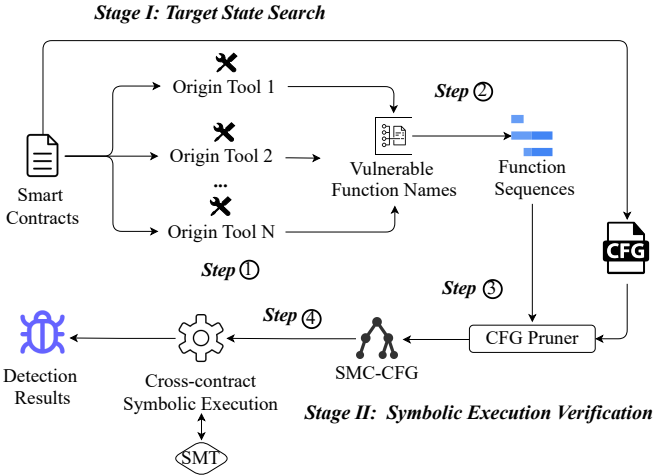 Stage I: Target State Search
Origin Tool 1
Step ②
Origin Tool 2
...
Smart
Contracts
Vulnerable
Function Names
Function
Sequences
Origin Tool N
CFG
Step ①
Step ③
Step ④
CFG Pruner
SMC-CFG
Detection
Results
Cross-contract
Symbolic Execution
Stage II: Symbolic Execution Verification
SMT